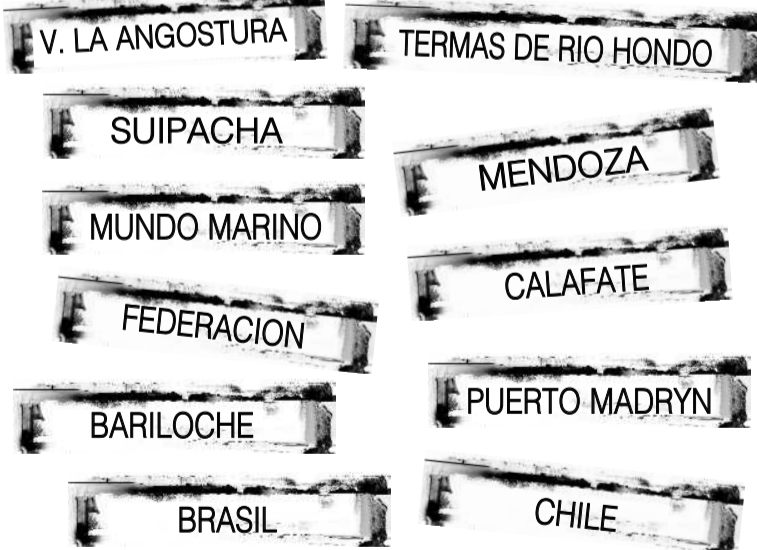 V. LA ANGOSTURA
TERMAS DE RIO HONDO
SUIPACHA
MENDOZA
MUNDO MARINO
CALAFATE
FEDERACION
PUERTO MADRYN
BARILOCHE
CHILE
BRASIL